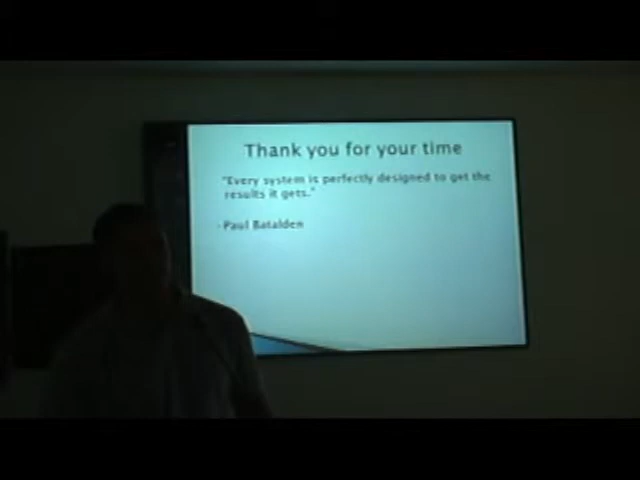 Thank you for your time
"Every system is perfectly designed to get the
results it gets."
- Paul Batalden